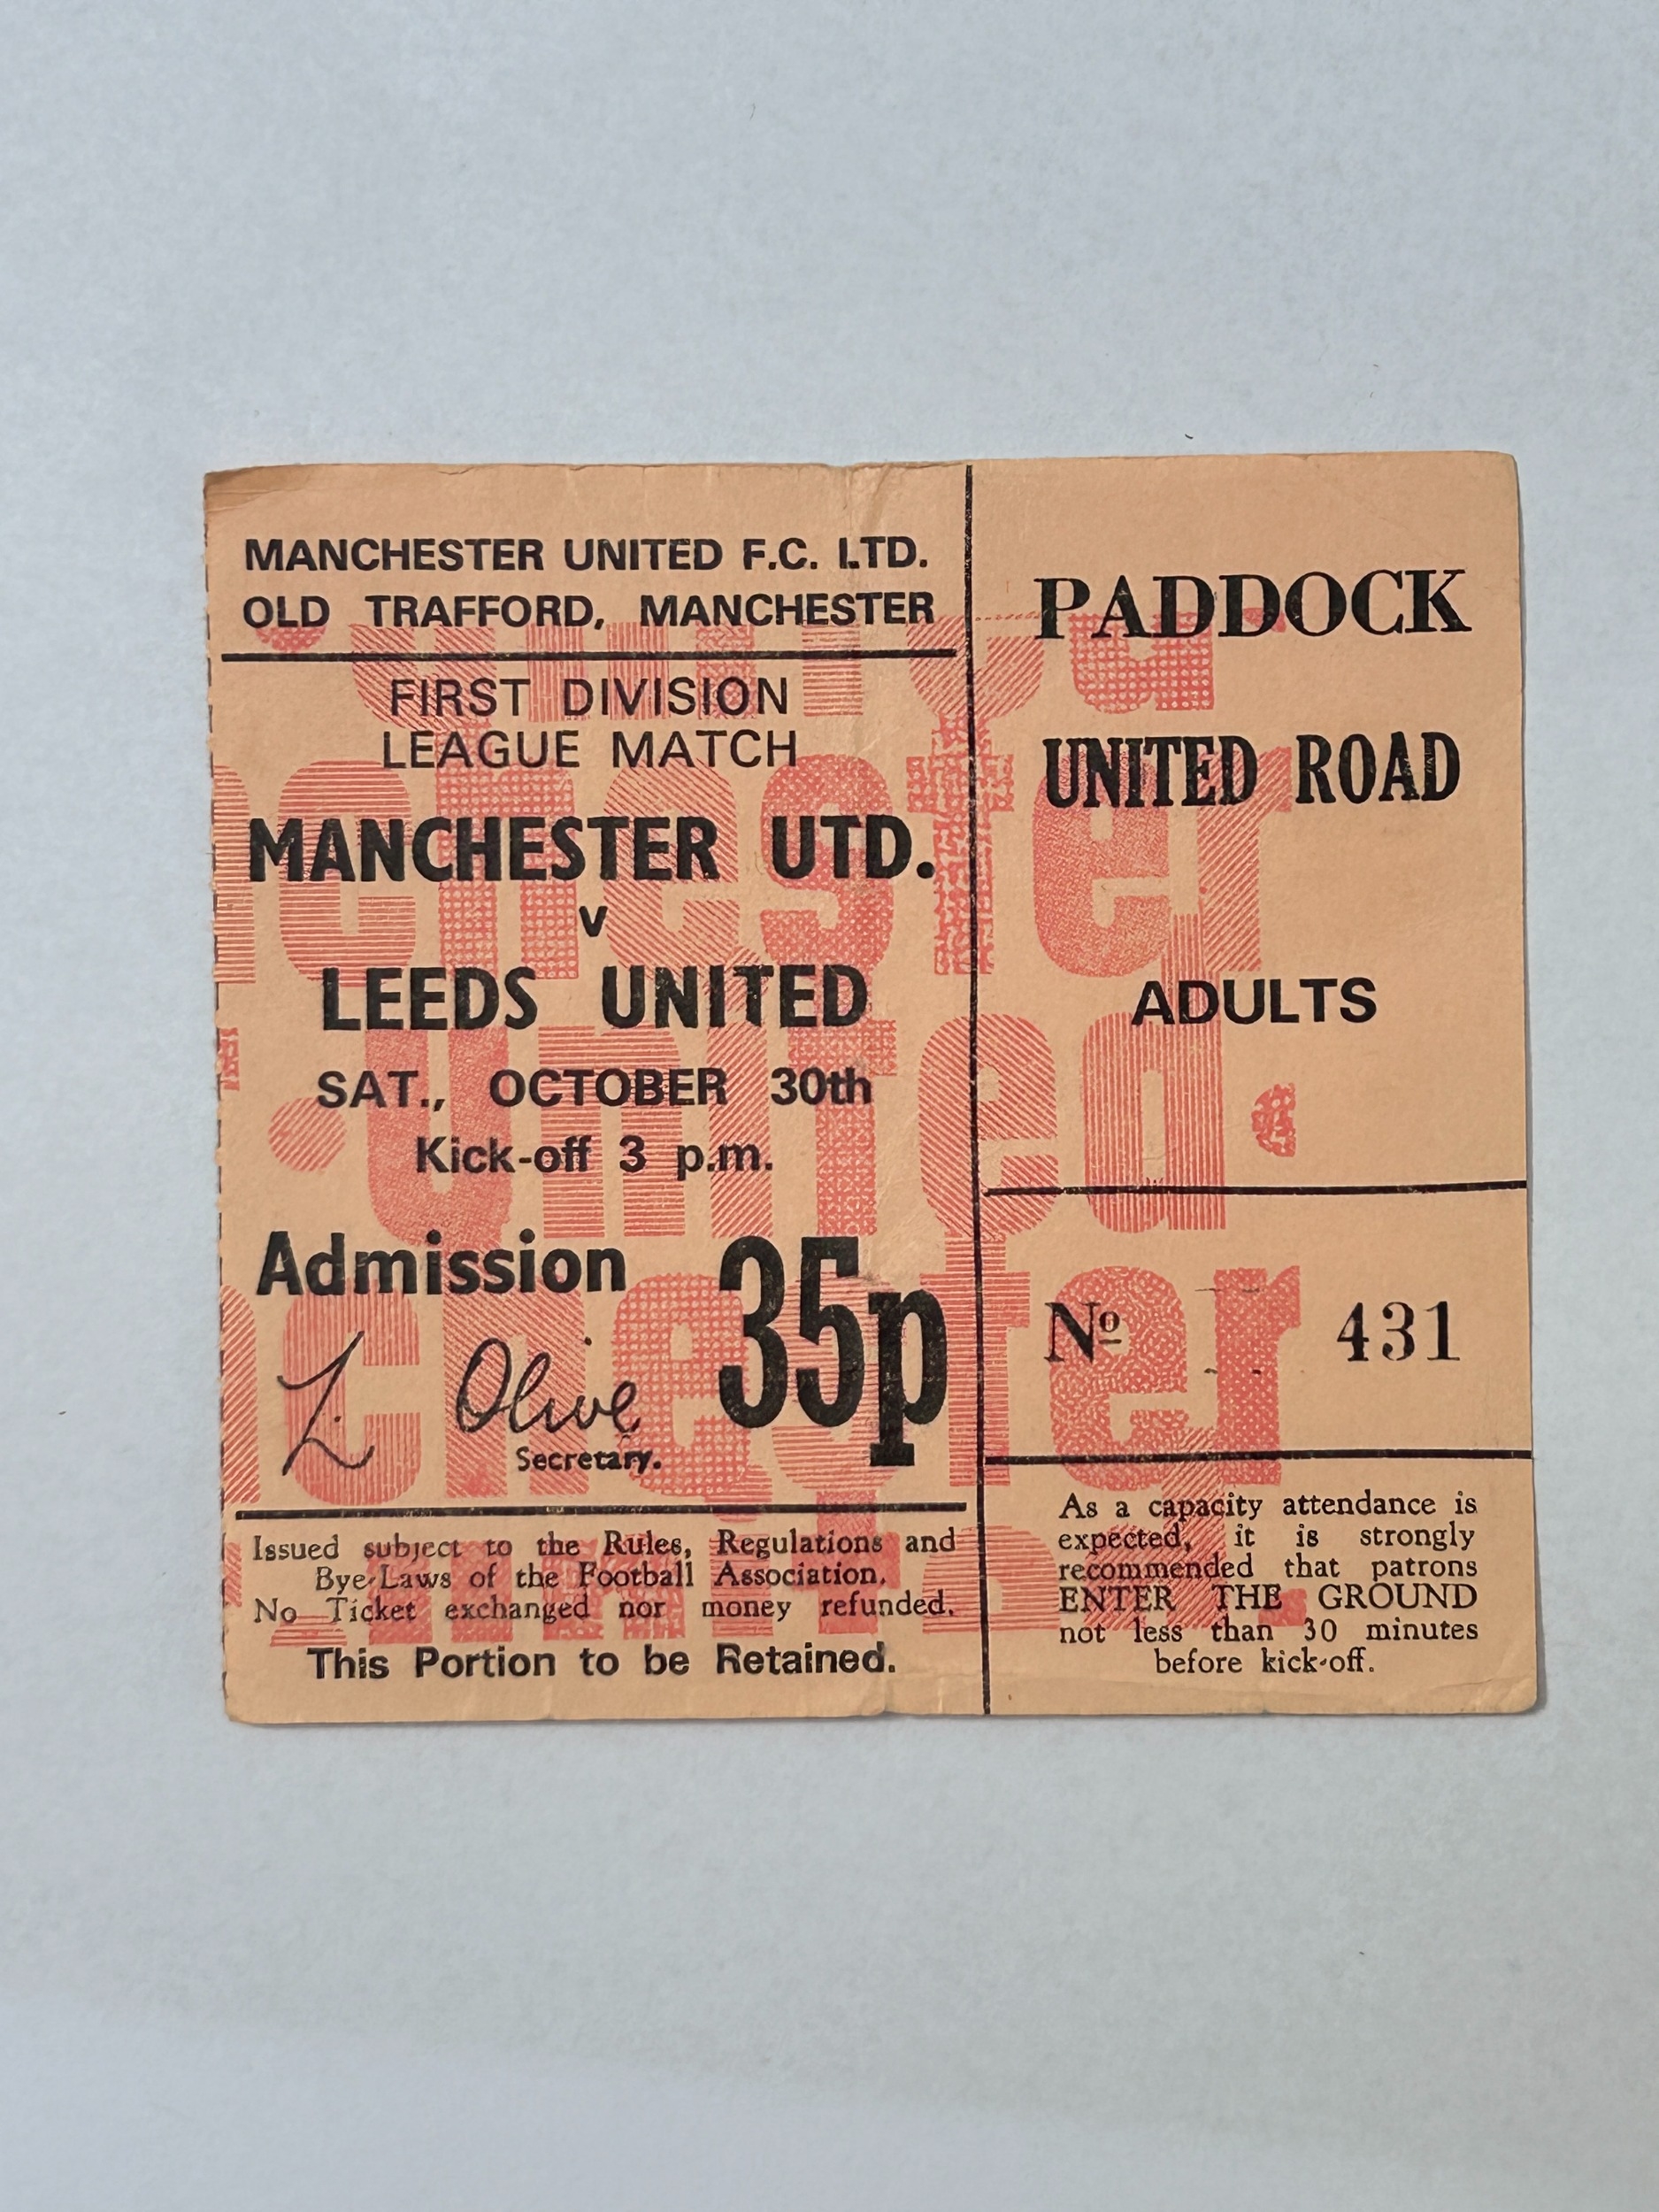 MANCHESTER UNITED F.C. LTD.
OLD TRAFFORD, MANCHESTER
FIRST DIVISION
LEAGUE MATCH
MANCHESTER UTD.
v
LEEDS UNITED
SAT., OCTOBER 30th
Kick-off 3 p.m.
Admission 35p
L. Olive
Secretary.
Issued subject to the Rules, Regulations and
Bye-Laws of the Football Association.
No Ticket exchanged nor money refunded.
This Portion to be Retained.
PADDOCK
UNITED ROAD
ADULTS
Nº 431
As a capacity attendance is
expected, it is strongly
recommended that patrons
ENTER THE GROUND
not less than 30 minutes
before kick-off.